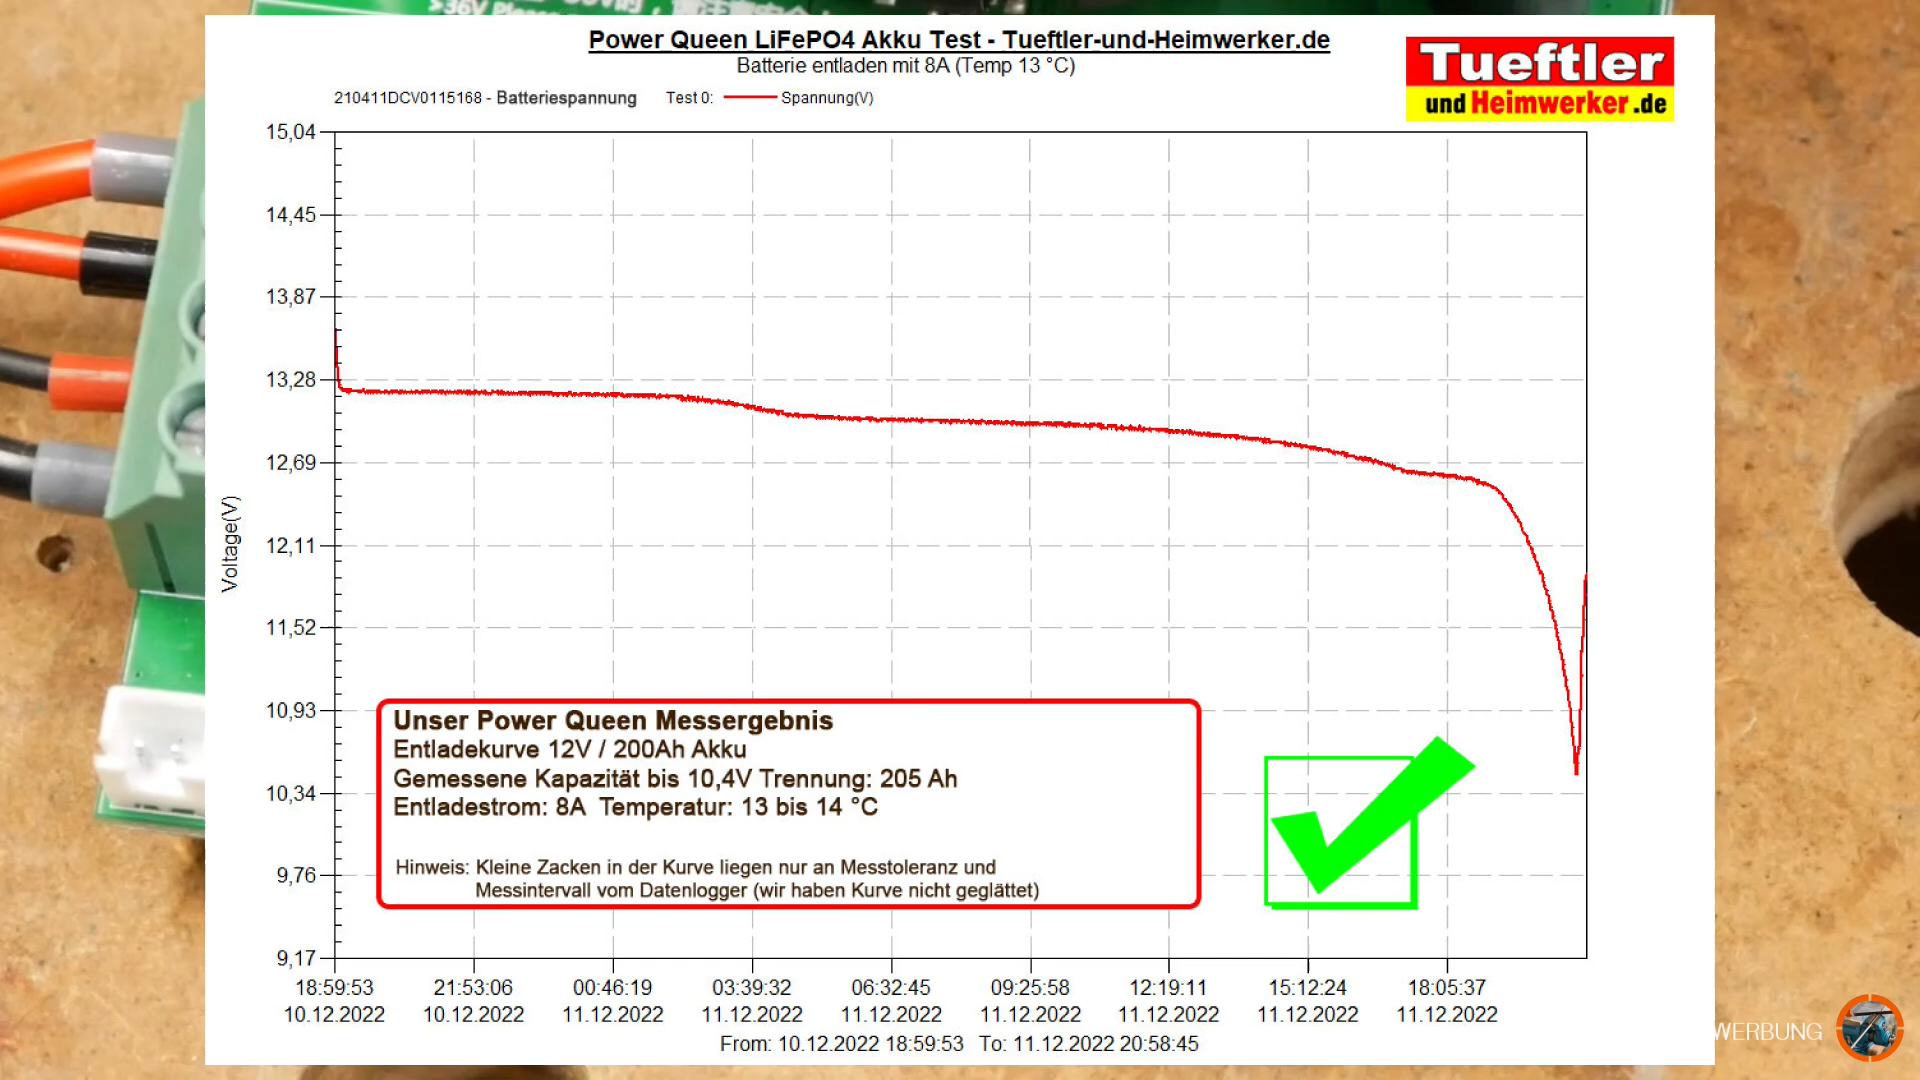 >36V Please
Power Queen LiFePO4 Akku Test - Tueftler-und-Heimwerker.de
Batterie entladen mit 8A (Temp 13 °C)
210411DCV0115168 - Batteriespannung Test 0: Spannung(V)
Tueftler
und Heimwerker.de
15,04
14,45
13,87
13,28
12,69
12,11
11,52
10,93
10,34
9,76
9,17
Voltage(V)
Unser Power Queen Messergebnis
Entladekurve 12V / 200Ah Akku
Gemessene Kapazität bis 10,4V Trennung: 205 Ah
Entladestrom: 8A Temperatur: 13 bis 14 °C
Hinweis: Kleine Zacken in der Kurve liegen nur an Messtoleranz und
Messintervall vom Datenlogger (wir haben Kurve nicht geglättet)
18:59:53 21:53:06 00:46:19 03:39:32 06:32:45 09:25:58 12:19:11 15:12:24 18:05:37
10.12.2022 10.12.2022 11.12.2022 11.12.2022 11.12.2022 11.12.2022 11.12.2022 11.12.2022 11.12.2022
From: 10.12.2022 18:59:53 To: 11.12.2022 20:58:45
WERBUNG